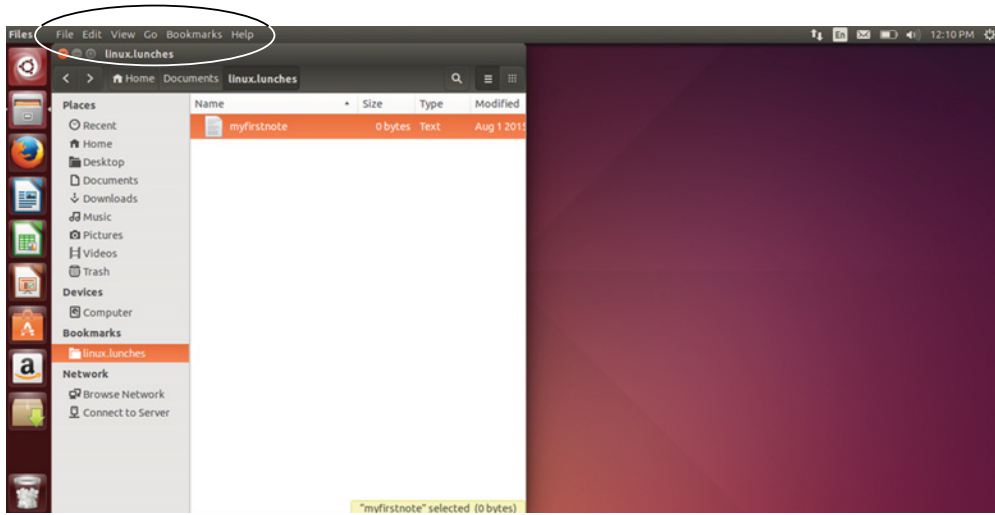 Files File Edit View Go Bookmarks Help En 12:10 PM
linux.lunches
Home Documents linux.lunches
Places
Recent
Home
Desktop
Documents
Downloads
Music
Pictures
Videos
Trash
Devices
Computer
Bookmarks
linux.lunches
Network
Browse Network
Connect to Server
Name Size Type Modified
myfirstnote 0 bytes Text Aug 1 2015
"myfirstnote" selected (0 bytes)
a